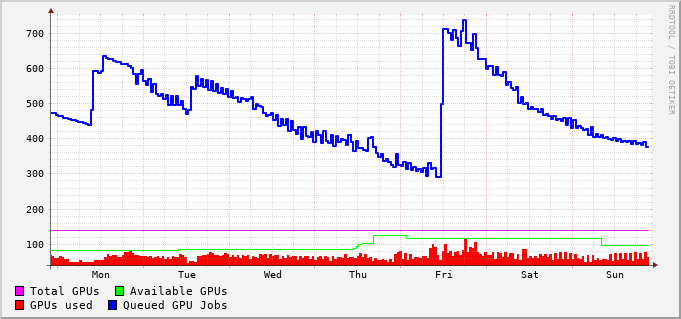 RRDTOOL / TOBI OETIKER
700
600
500
400
300
200
100
Mon Tue Wed Thu Fri Sat Sun
Total GPUs Available GPUs
GPUs used Queued GPU Jobs